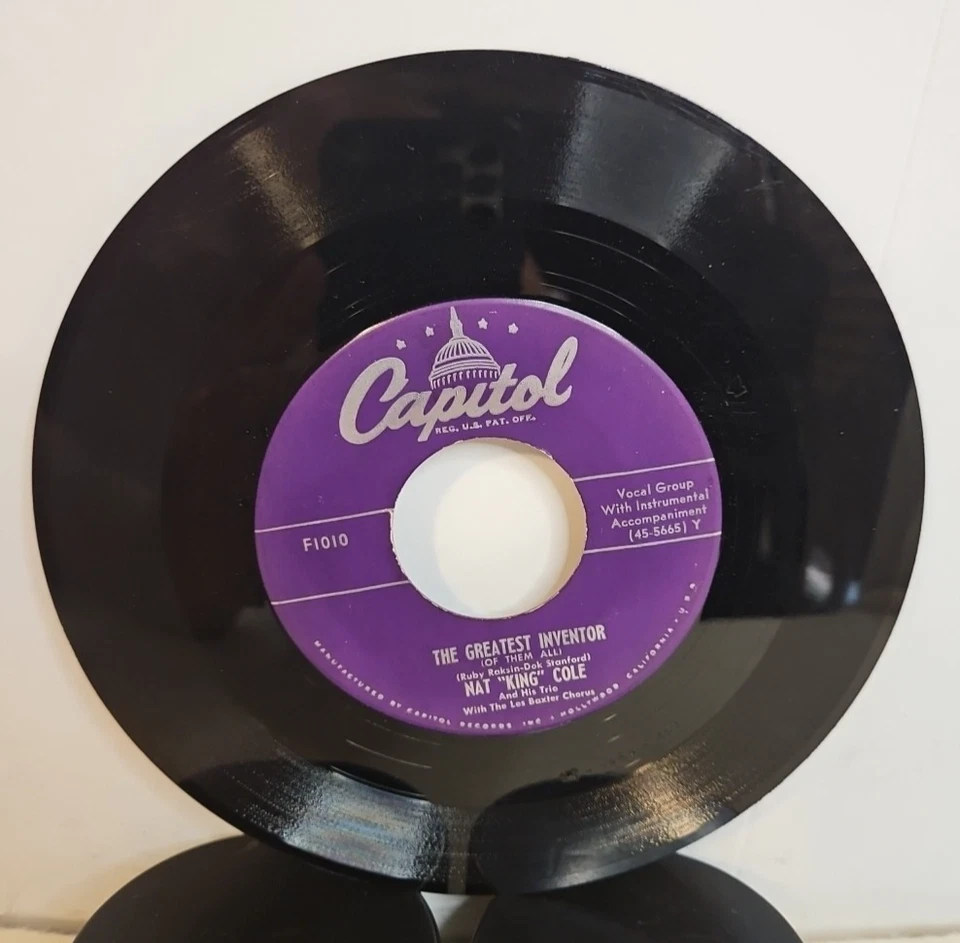 Capitol
REG. U.S. PAT. OFF.
F1010
Vocal Group
With Instrumental
Accompaniment
(45-5665) Y
THE GREATEST INVENTOR
(OF THEM ALL)
(Ruby Raksin-Dok Stanford)
NAT "KING" COLE
And His Trio
With The Les Baxter Chorus
MANUFACTURED BY CAPITOL RECORDS INC • HOLLYWOOD CALIFORNIA • U.S.A.